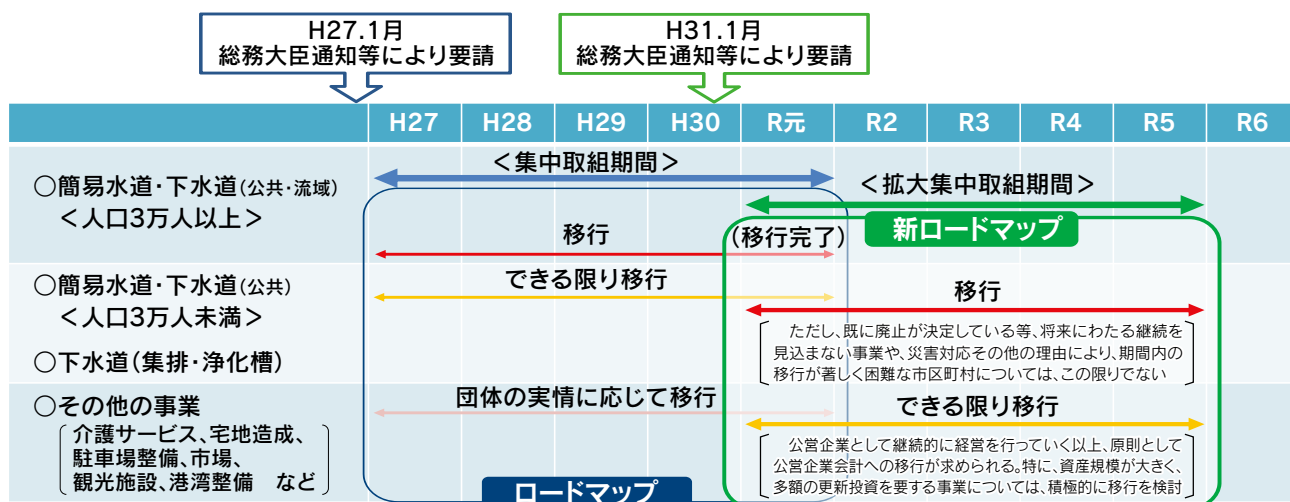 H27.1月
総務大臣通知等により要請
H31.1月
総務大臣通知等により要請
H27 H28 H29 H30 R元 R2 R3 R4 R5 R6
○簡易水道・下水道(公共・流域)
＜人口3万人以上＞
＜集中取組期間＞
＜拡大集中取組期間＞
新ロードマップ
移行
(移行完了)
○簡易水道・下水道(公共)
＜人口3万人未満＞
○下水道(集排・浄化槽)
できる限り移行
移行
ただし、既に廃止が決定している等、将来にわたる継続を
見込まない事業や、災害対応その他の理由により、期間内の
移行が著しく困難な市区町村については、この限りでない
○その他の事業
介護サービス、宅地造成、
駐車場整備、市場、
観光施設、港湾整備 など
団体の実情に応じて移行
できる限り移行
公営企業として継続的に経営を行っていく以上、原則として
公営企業会計への移行が求められる。特に、資産規模が大きく、
多額の更新投資を要する事業については、積極的に移行を検討
ロードマップ